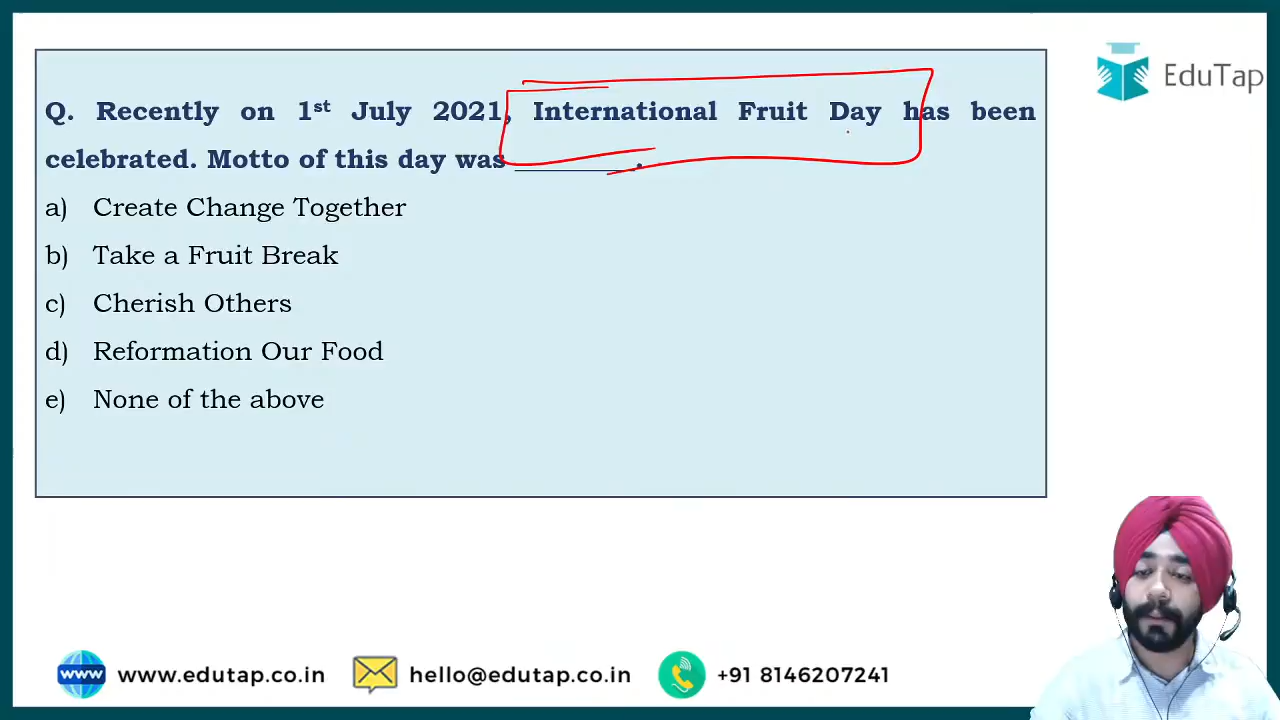 EduTap
Q. Recently on 1st July 2021, International Fruit Day has been
celebrated. Motto of this day was ________.
a) Create Change Together
b) Take a Fruit Break
c) Cherish Others
d) Reformation Our Food
e) None of the above
www www.edutap.co.in hello@edutap.co.in +91 8146207241